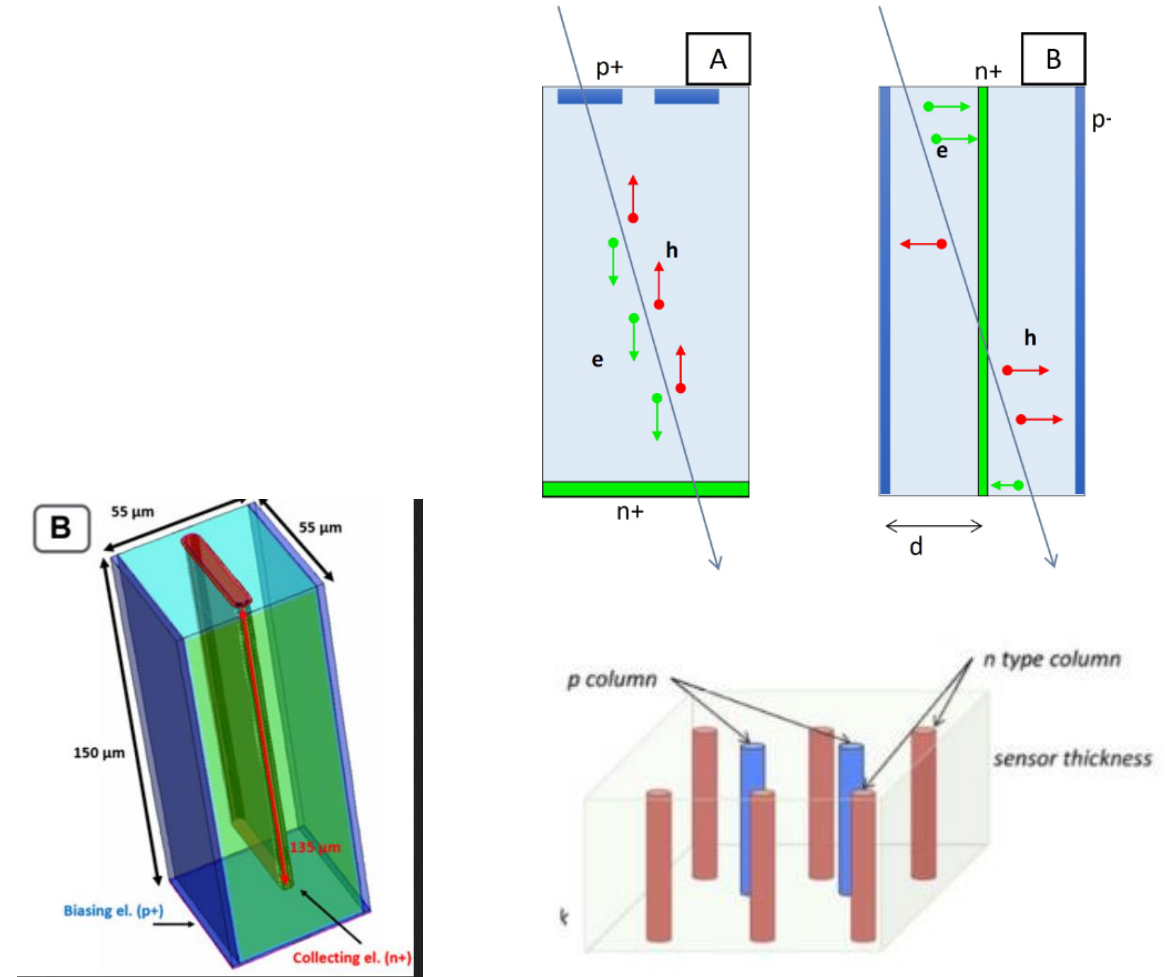 A
p+
h
e
n+
B
n+
p-
e
h
d
B
55 µm
55 µm
150 µm
135 µm
Biasing el. (p+)
Collecting el. (n+)
p column
n type column
sensor thickness
k